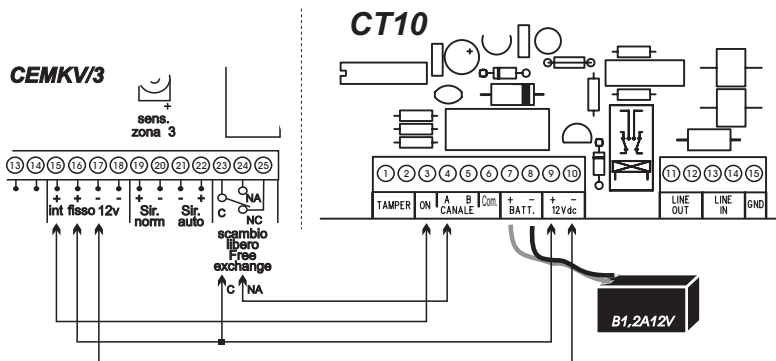 CT10
CEMKV/3
sens.
zona 3
13 14 15 16 17 18 19 20 21 22 23 24 25
+ + - - + - - +
int fisso 12v
Sir.
norm
Sir.
auto
C
NA
NC
scambio
libero
Free
exchange
C NA
1 2 3 4 5 6 7 8 9 10
11 12 13 14 15
TAMPER
ON
A B
CANALE
Com.
+ -
BATT.
+ -
12Vdc
LINE
OUT
LINE
IN
GND
B1,2A12V